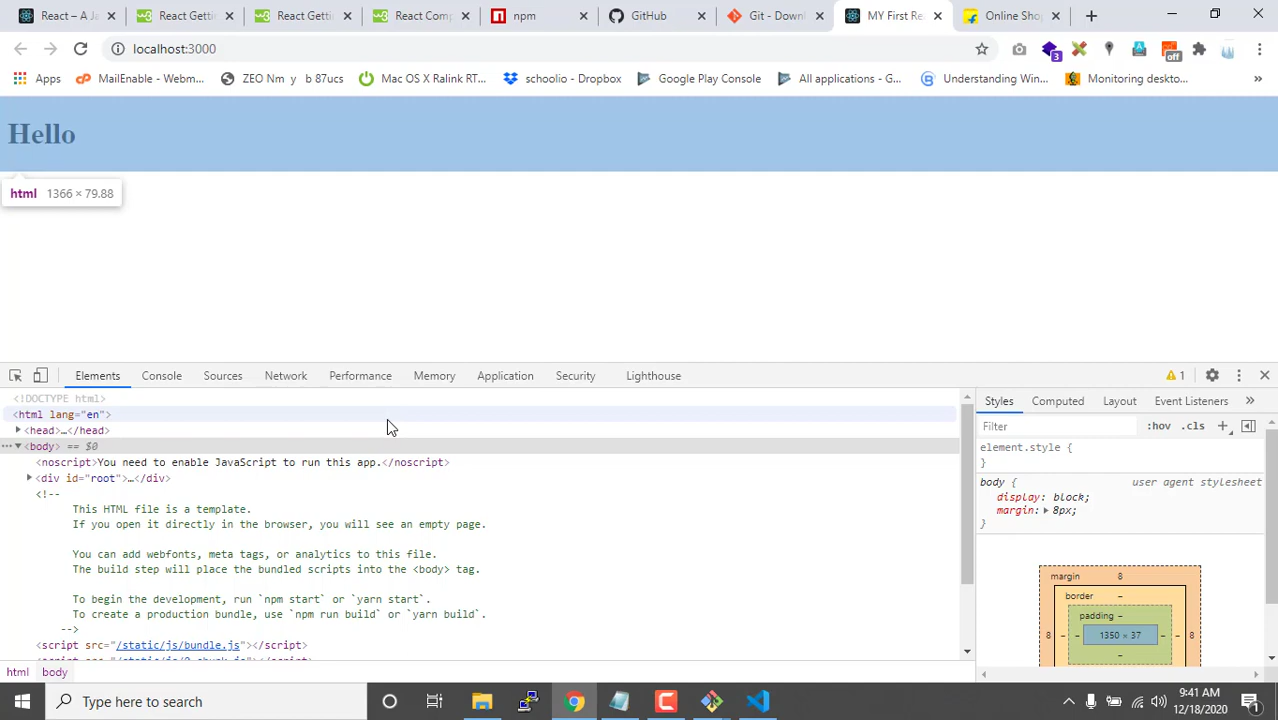 React – A Ja
React Getti
React Getti
React Comp
npm
GitHub
Git - Downl
MY First Re
Online Shop
localhost:3000
3
off
Apps
MailEnable - Webm...
ZEO Nm y b 87ucs
Mac OS X Ralink RT...
schoolio - Dropbox
Google Play Console
All applications - G...
Understanding Win...
Monitoring deskto...
»
Hello
html 1366 × 79.88
Elements
Console
Sources
Network
Performance
Memory
Application
Security
Lighthouse
1
<!DOCTYPE html>
<html lang="en">
<head>…</head>
<body> == $0
<noscript>You need to enable JavaScript to run this app.</noscript>
<div id="root">…</div>
<!--
This HTML file is a template.
If you open it directly in the browser, you will see an empty page.
You can add webfonts, meta tags, or analytics to this file.
The build step will place the bundled scripts into the <body> tag.
To begin the development, run `npm start` or `yarn start`.
To create a production bundle, use `npm run build` or `yarn build`.
-->
<script src="/static/js/bundle.js"></script>
html body
Styles
Computed
Layout
Event Listeners
»
Filter
:hov .cls +
element.style {
}
body { user agent stylesheet
display: block;
margin: 8px;
}
margin 8
border –
padding –
8 – – 1350 × 37 – – 8
–
Type here to search
9:41 AM
12/18/2020
1